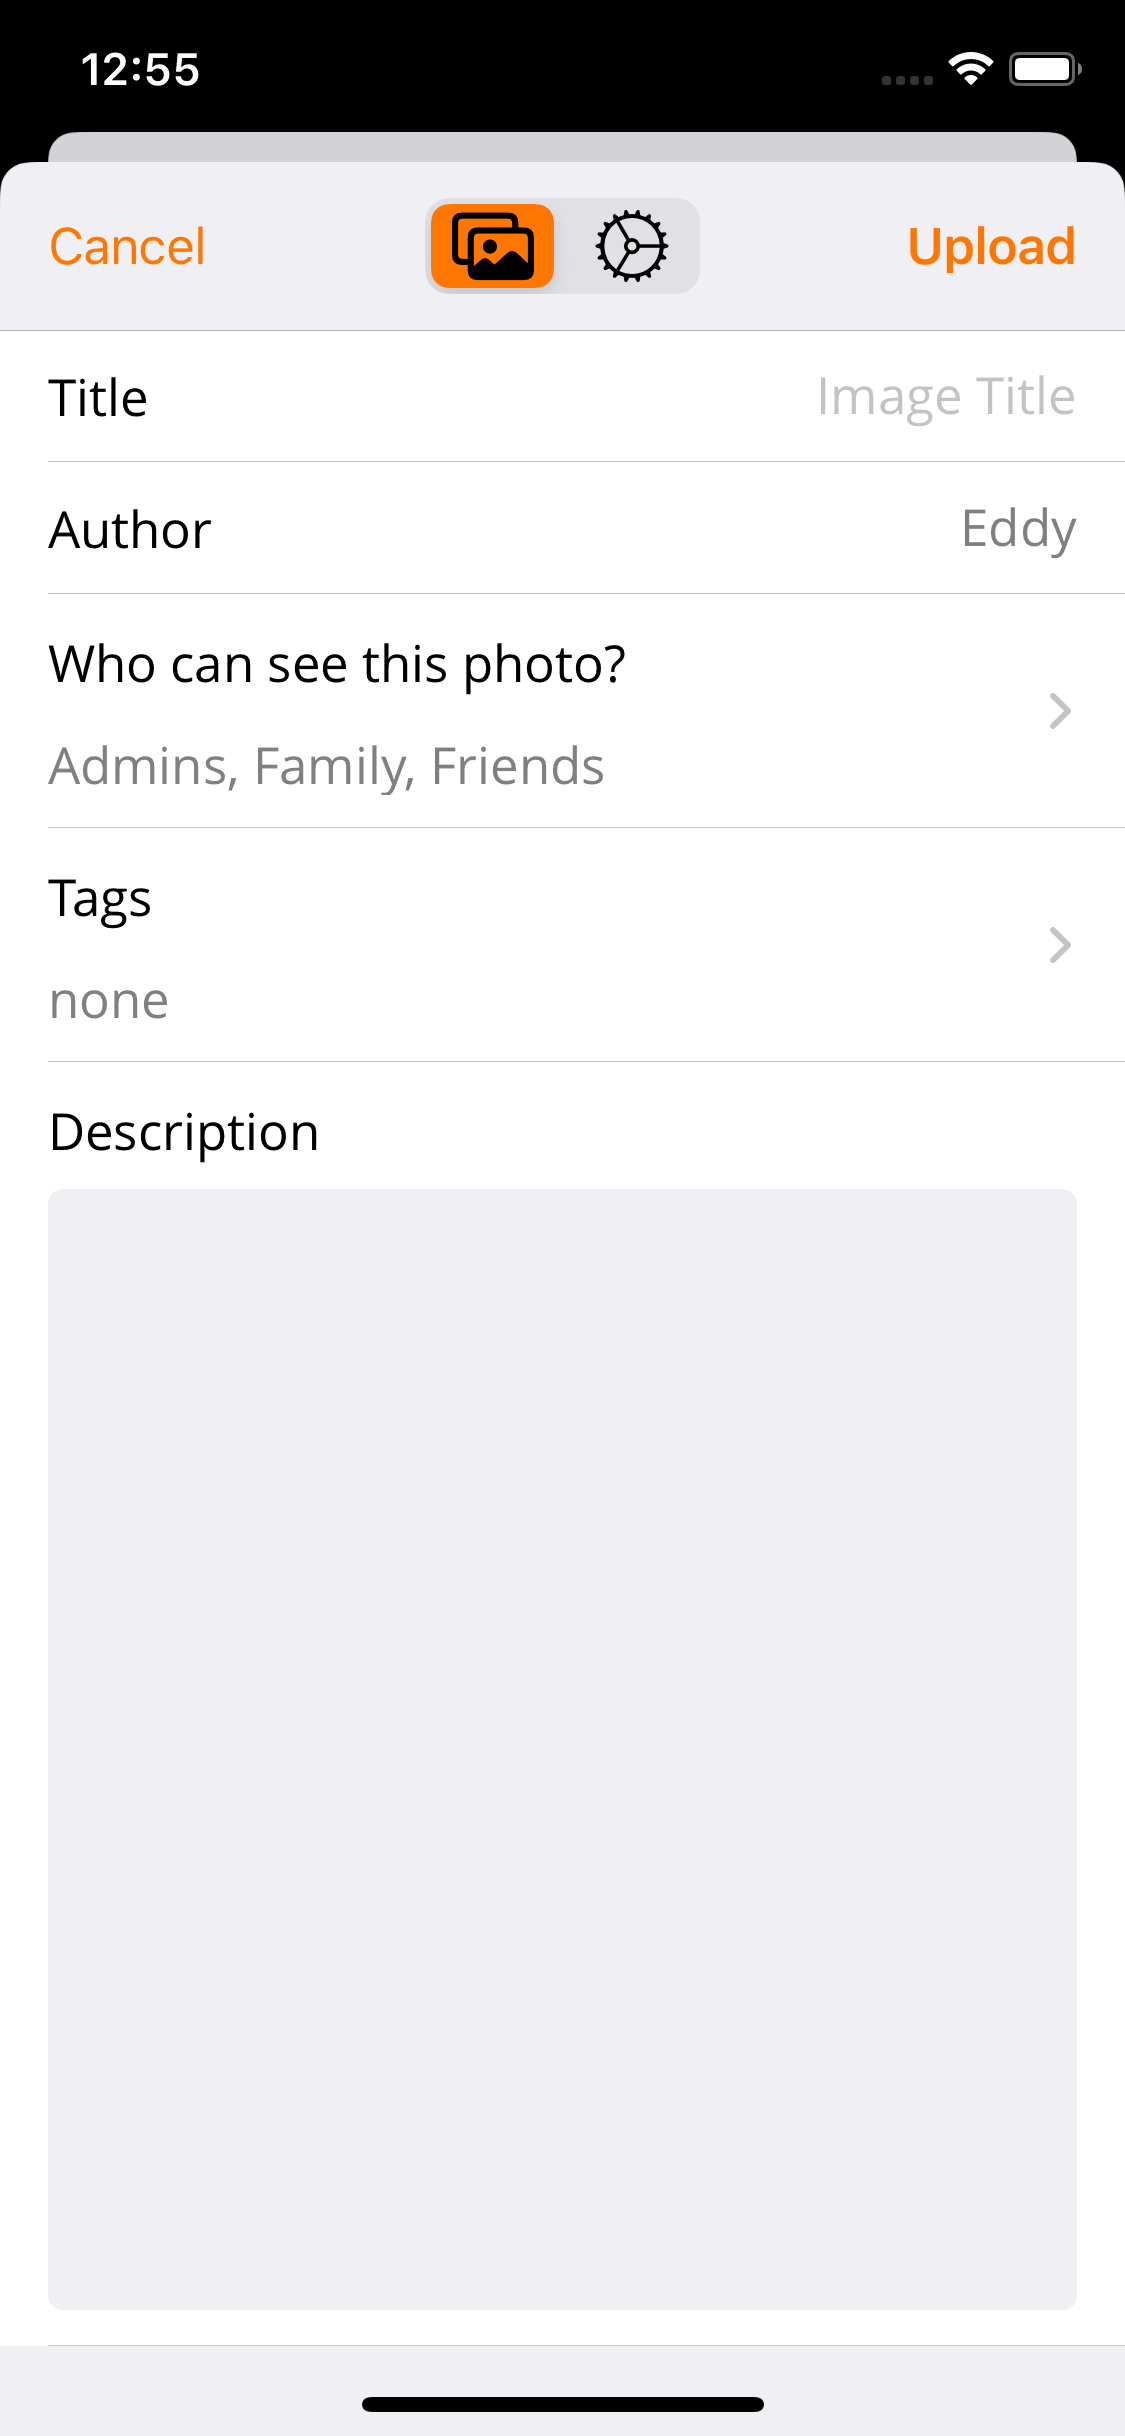 12:55
Cancel
Upload
Title
Image Title
Author
Eddy
Who can see this photo?
Admins, Family, Friends
Tags
none
Description